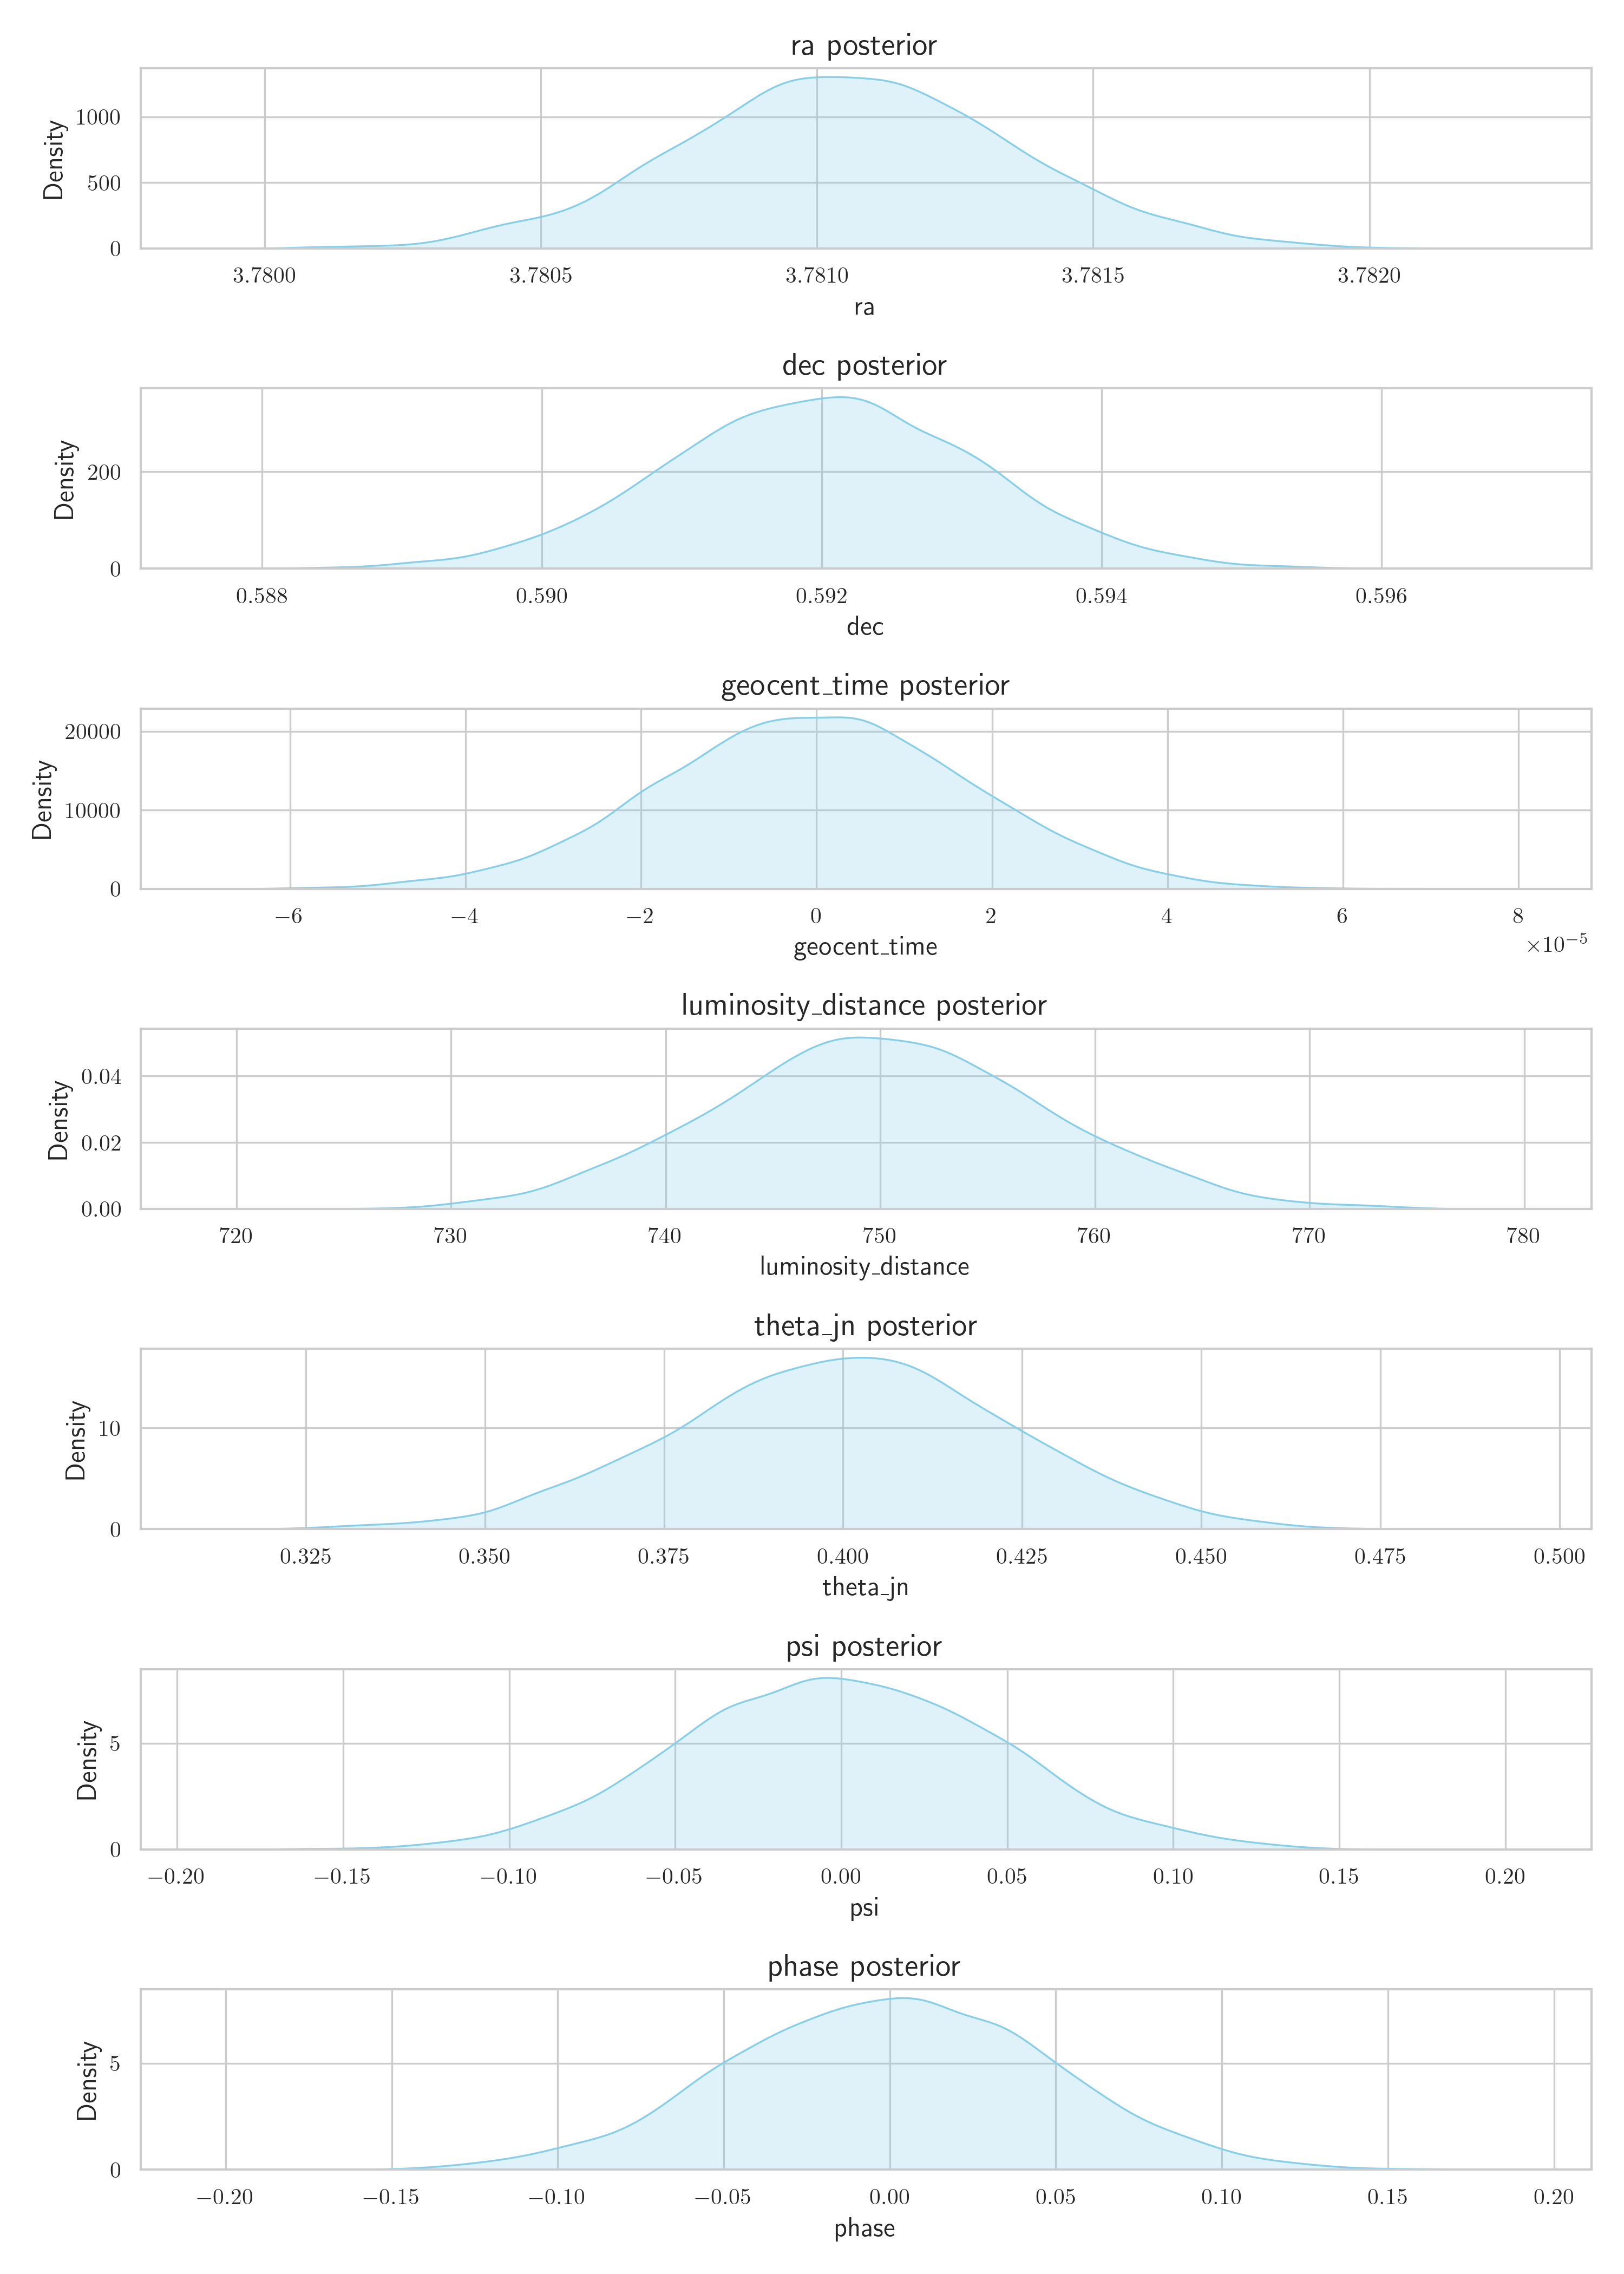 ra posterior
Density
1000
500
0
3.7800 3.7805 3.7810 3.7815 3.7820
ra
dec posterior
Density
200
0
0.588 0.590 0.592 0.594 0.596
dec
geocent_time posterior
Density
20000
10000
0
−6 −4 −2 0 2 4 6 8
×10⁻⁵
geocent_time
luminosity_distance posterior
Density
0.04
0.02
0.00
720 730 740 750 760 770 780
luminosity_distance
theta_jn posterior
Density
10
0
0.325 0.350 0.375 0.400 0.425 0.450 0.475 0.500
theta_jn
psi posterior
Density
5
0
−0.20 −0.15 −0.10 −0.05 0.00 0.05 0.10 0.15 0.20
psi
phase posterior
Density
5
0
−0.20 −0.15 −0.10 −0.05 0.00 0.05 0.10 0.15 0.20
phase